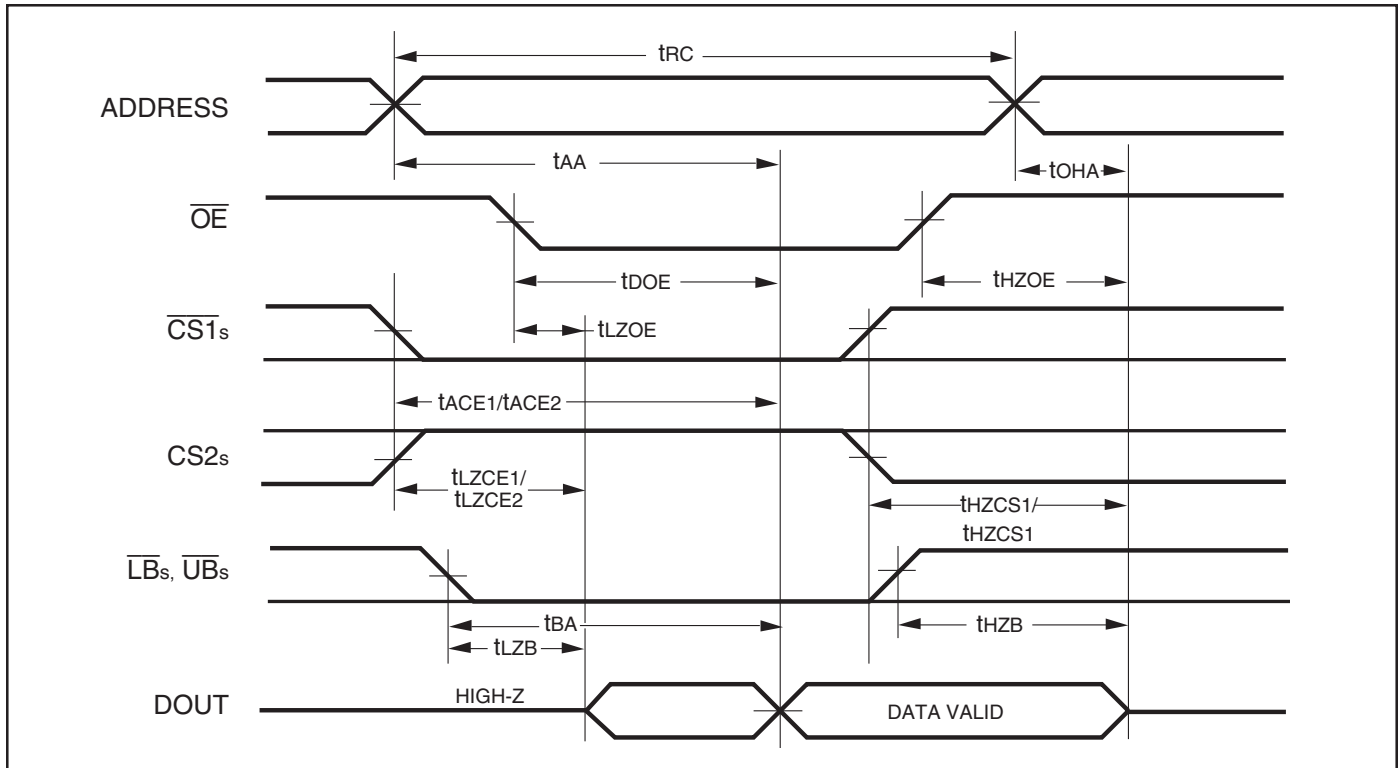 tRC
ADDRESS
tAA
tOHA
OE
tDOE
tHZOE
CS1s
tLZOE
tACE1/tACE2
CS2s
tLZCE1/
tLZCE2
tHZCS1/
tHZCS1
LBs, UBs
tBA
tHZB
tLZB
HIGH-Z
DOUT
DATA VALID